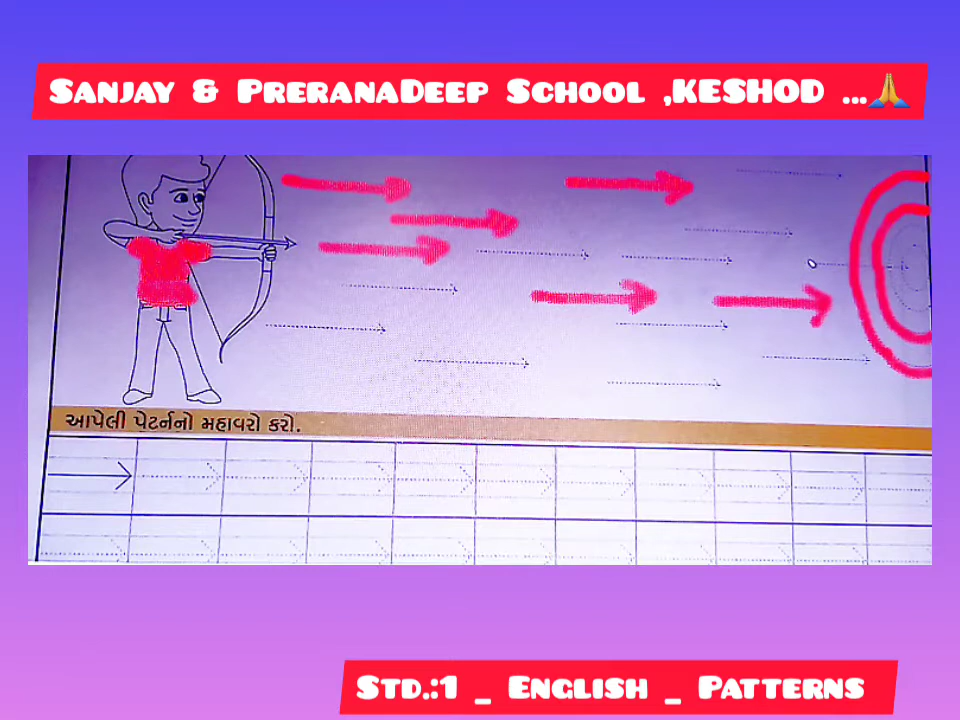 Sanjay & PreranaDeep School ,KESHOD ...🙏
આપેલી પેટર્નનો મહાવરો કરો.
Std.:1 _ English _ Patterns